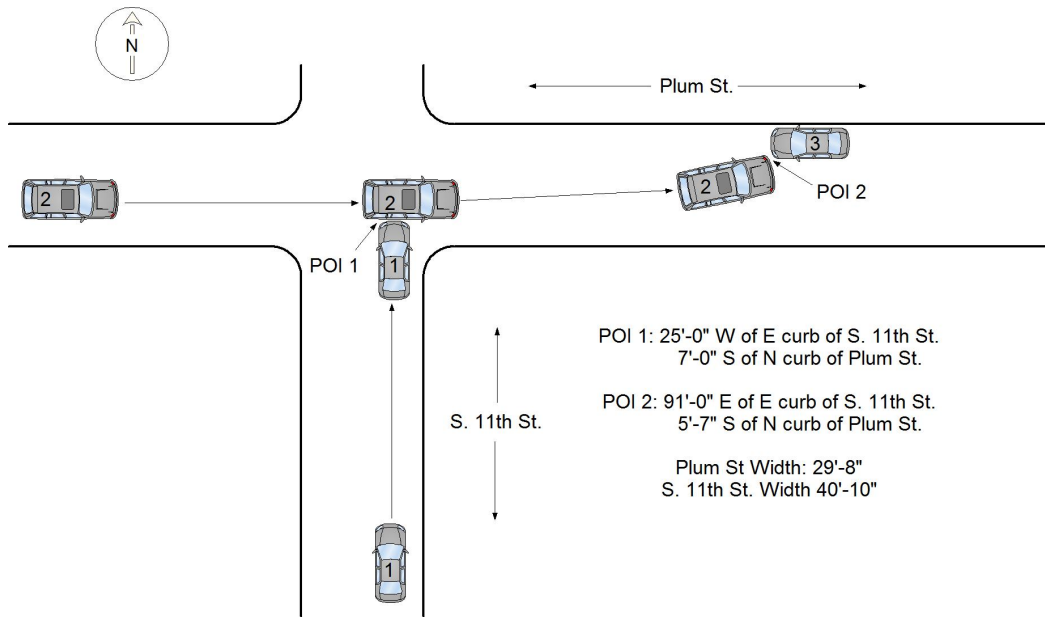 N
Plum St.
3
2
2
2
POI 2
POI 1
1
POI 1: 25'-0" W of E curb of S. 11th St.
7'-0" S of N curb of Plum St.
POI 2: 91'-0" E of E curb of S. 11th St.
5'-7" S of N curb of Plum St.
S. 11th St.
Plum St Width: 29'-8"
S. 11th St. Width 40'-10"
1